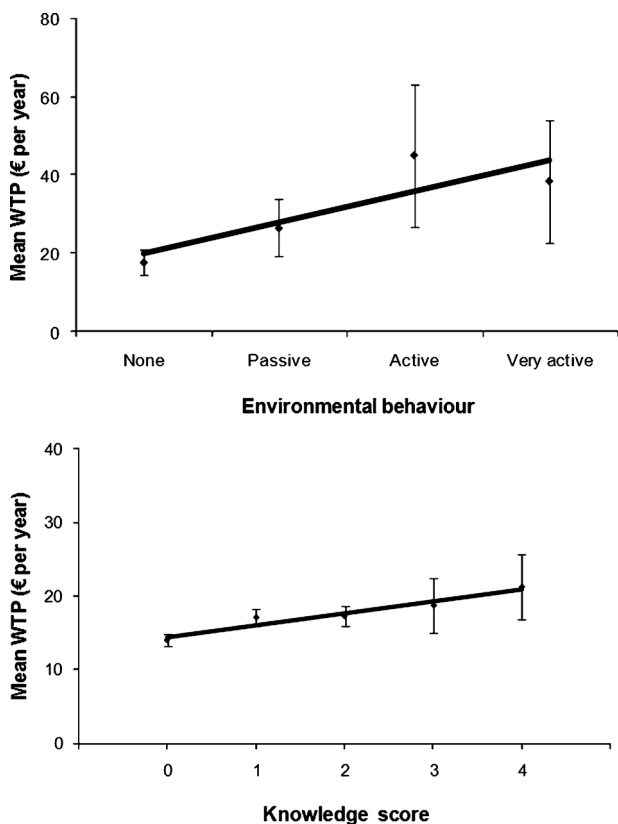 Mean WTP (€ per year)
80
60
40
20
0
None Passive Active Very active
Environmental behaviour
Mean WTP (€ per year)
40
30
20
10
0
0 1 2 3 4
Knowledge score